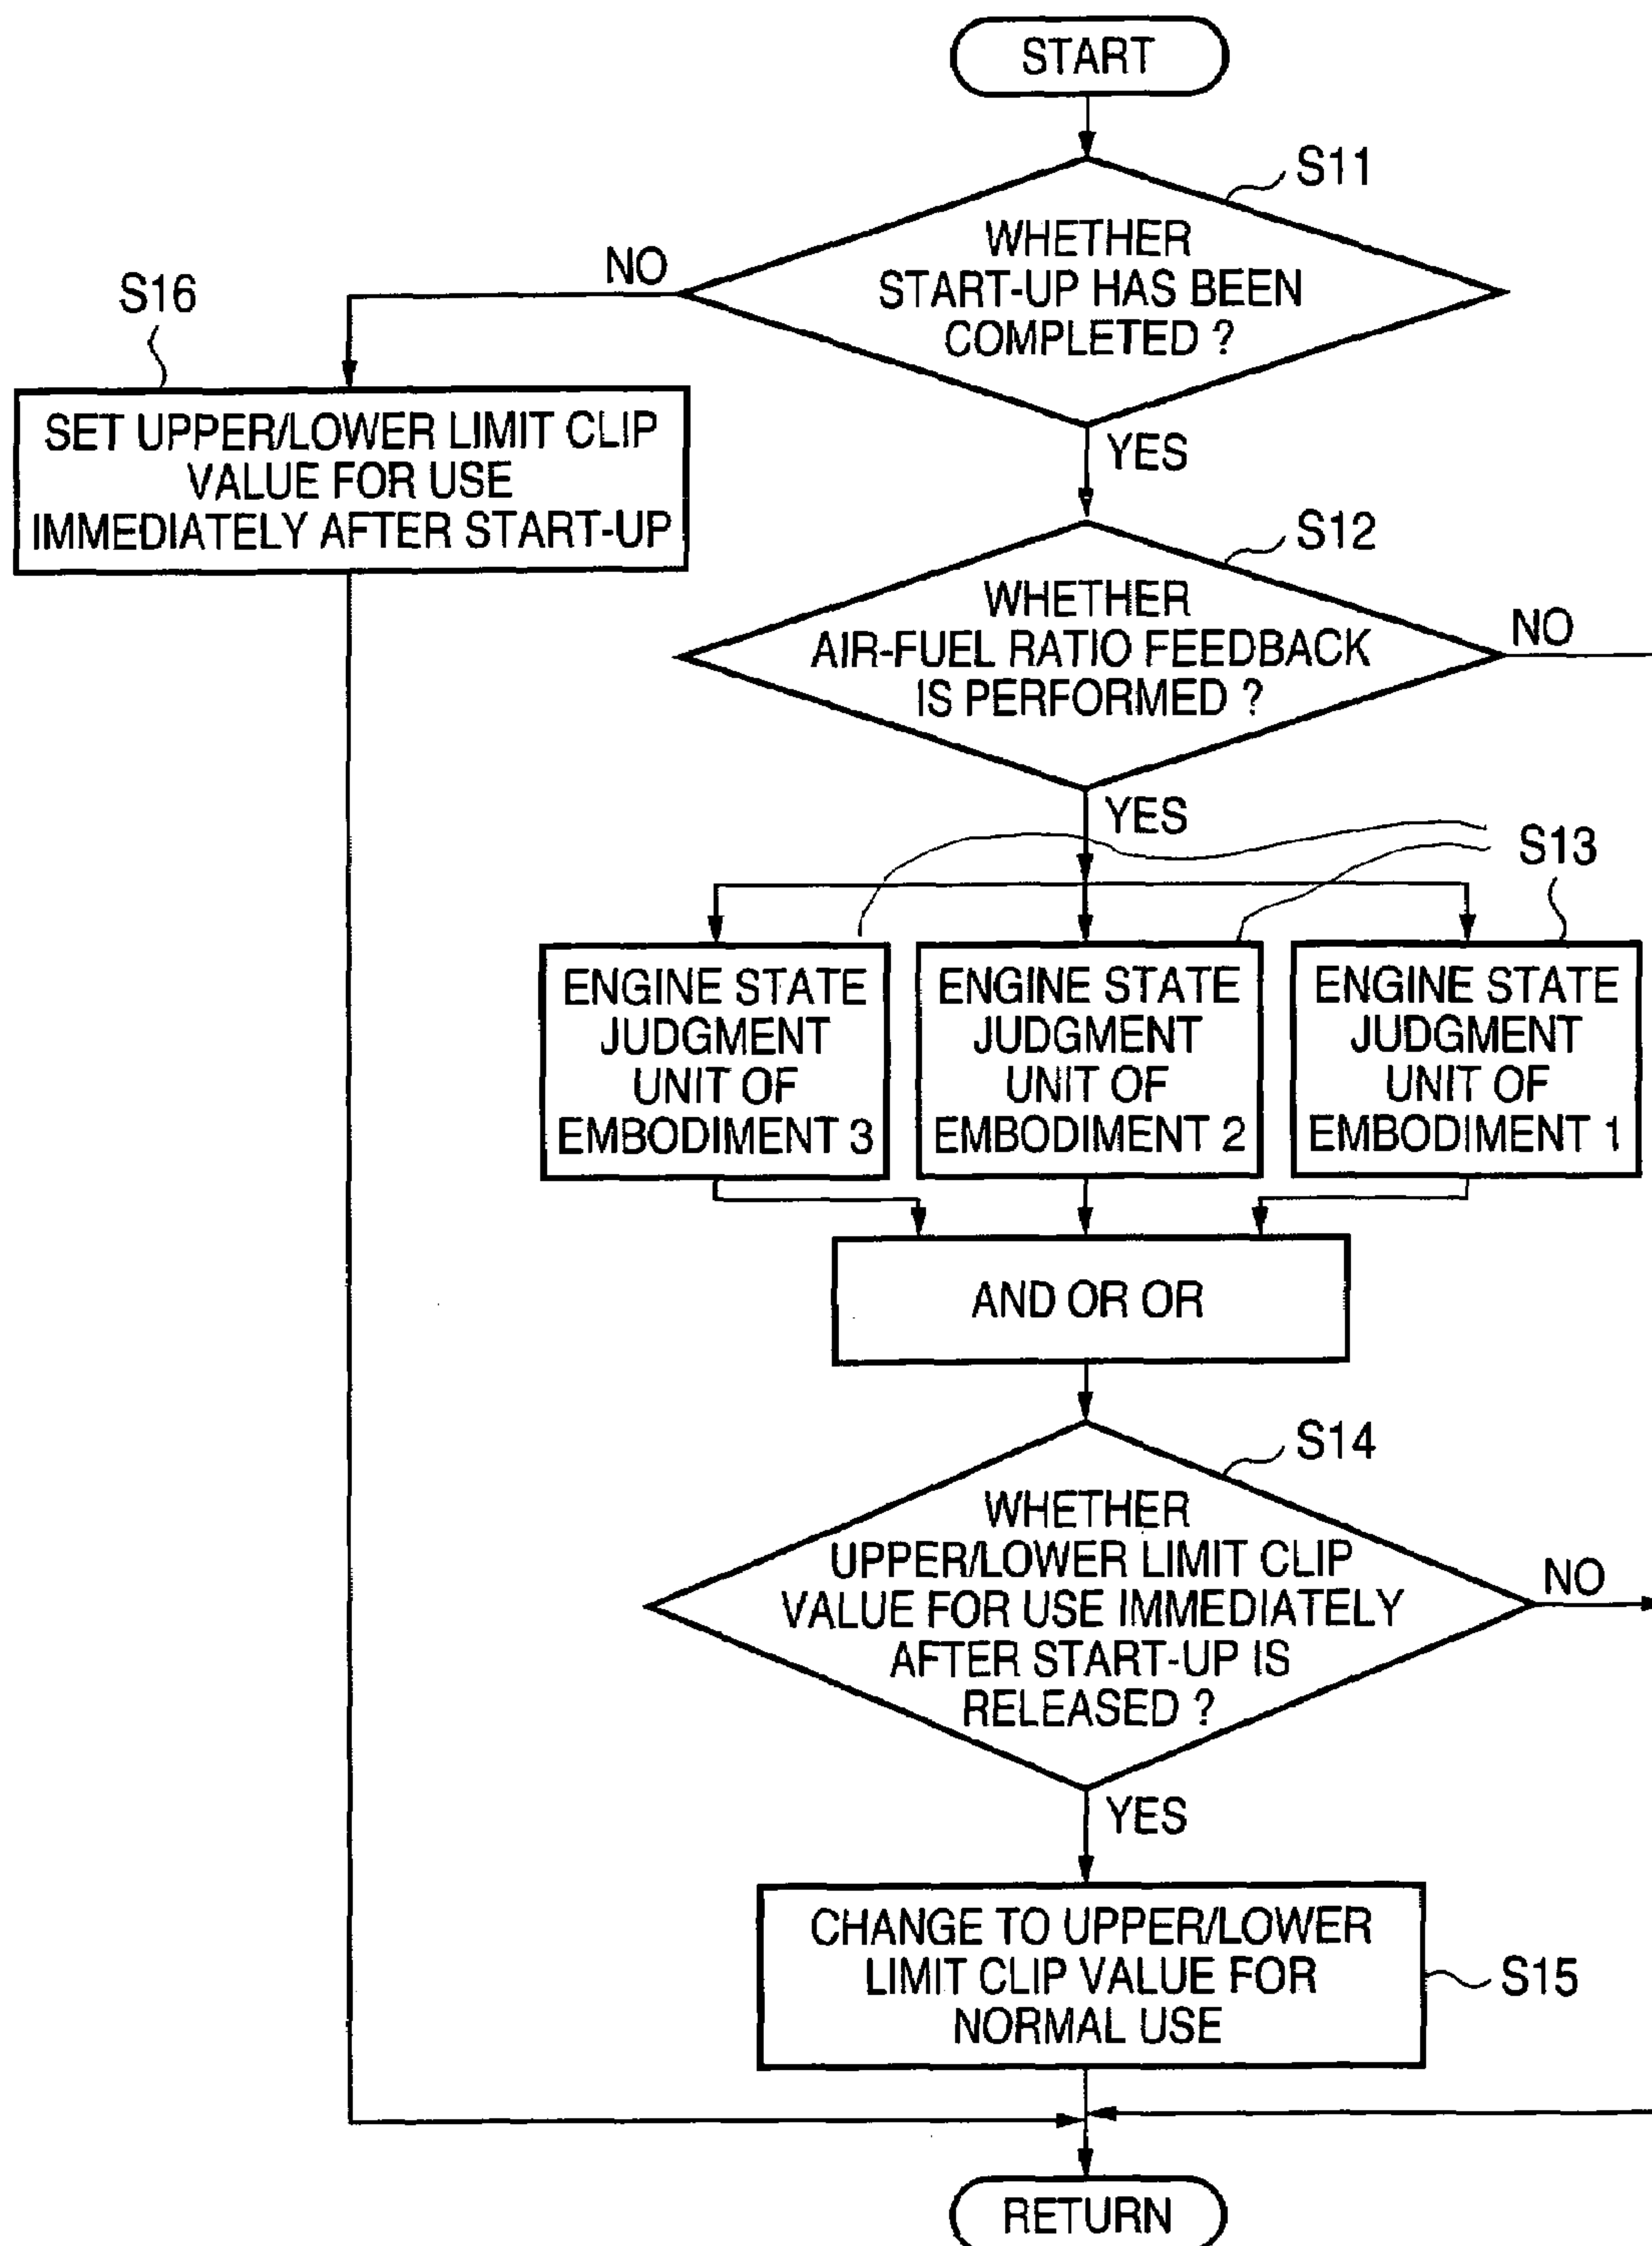 START
S11
WHETHER
START-UP HAS BEEN
COMPLETED ?
NO
S16
SET UPPER/LOWER LIMIT CLIP
VALUE FOR USE
IMMEDIATELY AFTER START-UP
YES
S12
WHETHER
AIR-FUEL RATIO FEEDBACK
IS PERFORMED ?
NO
YES
S13
ENGINE STATE
JUDGMENT
UNIT OF
EMBODIMENT 3
ENGINE STATE
JUDGMENT
UNIT OF
EMBODIMENT 2
ENGINE STATE
JUDGMENT
UNIT OF
EMBODIMENT 1
AND OR OR
S14
WHETHER
UPPER/LOWER LIMIT CLIP
VALUE FOR USE IMMEDIATELY
AFTER START-UP IS
RELEASED ?
NO
YES
CHANGE TO UPPER/LOWER
LIMIT CLIP VALUE FOR
NORMAL USE
S15
RETURN